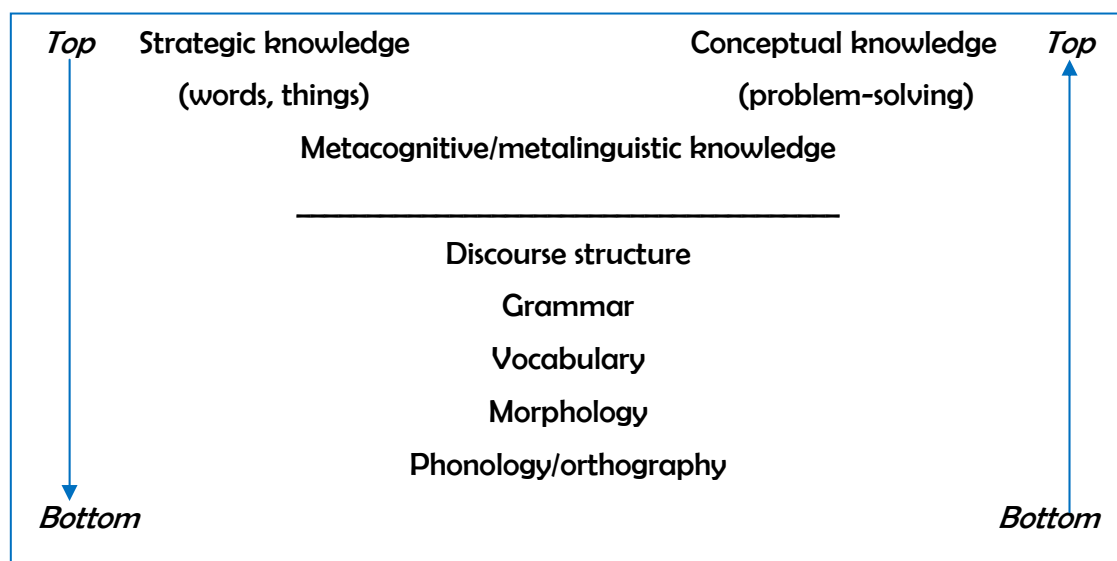 Top Strategic knowledge Conceptual knowledge Top
(words, things) (problem-solving)
Metacognitive/metalinguistic knowledge
Discourse structure
Grammar
Vocabulary
Morphology
Phonology/orthography
Bottom Bottom